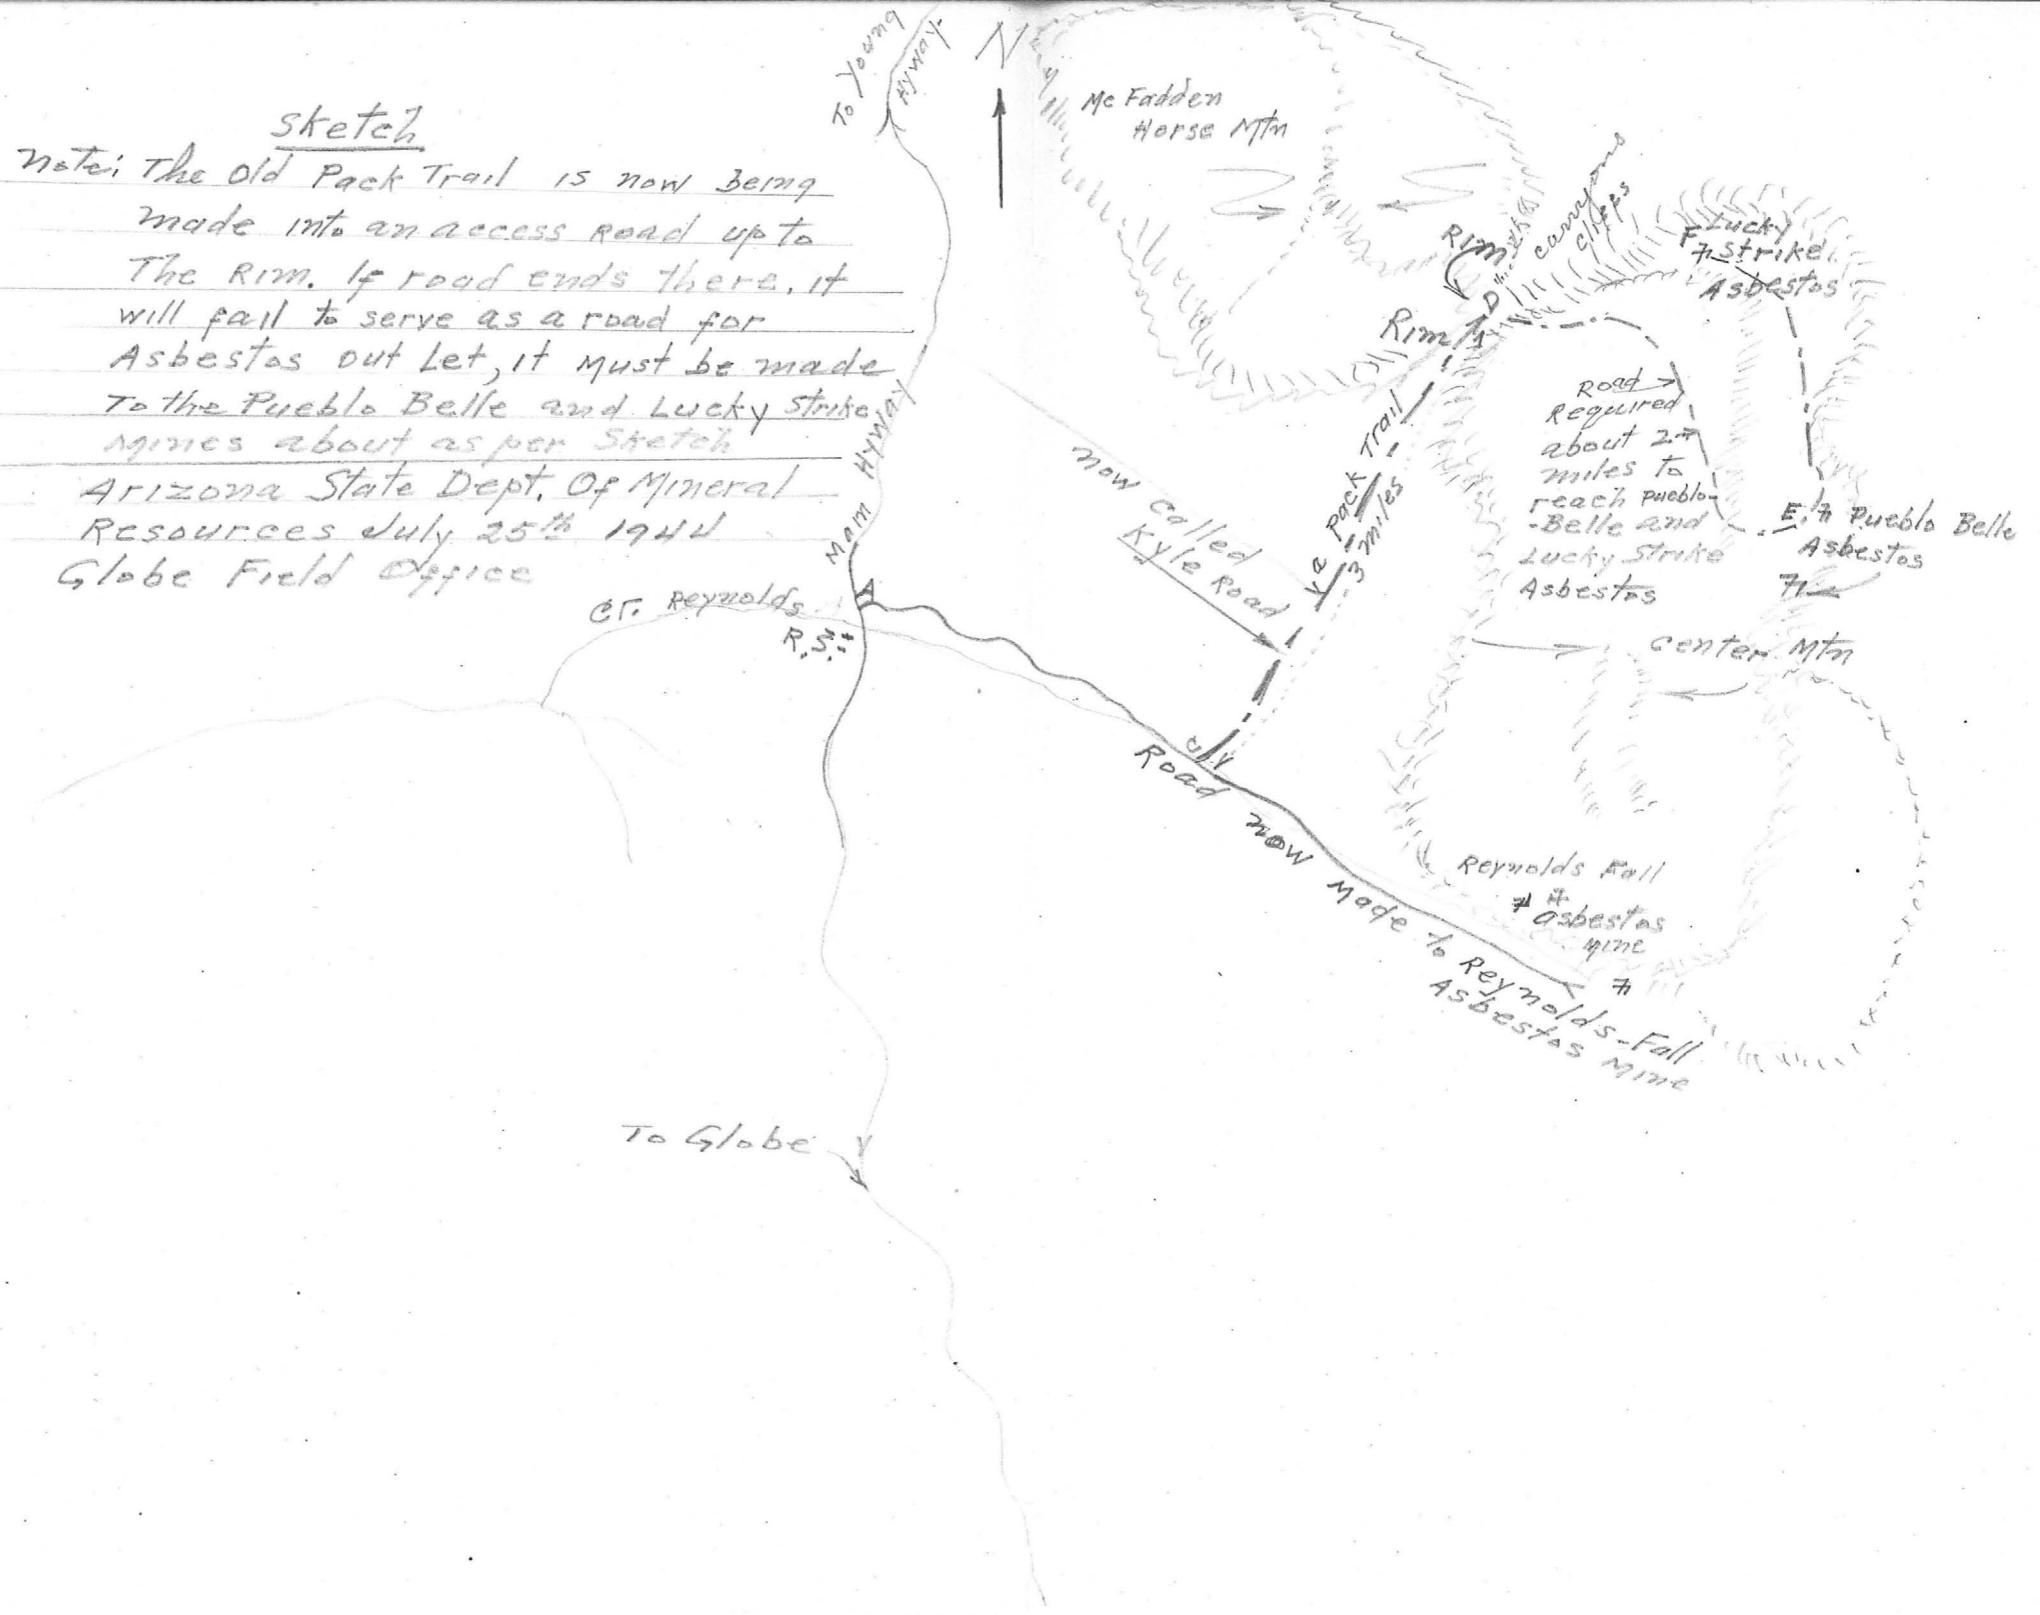 Sketch
Note: The Old Pack Trail is now being
made into an access Road up to
The Rim. If road ends there, it
will fail to serve as a road for
Asbestos out Let, it Must be made
To the Pueblo Belle and Lucky Strike
Mines about as per Sketch
Arizona State Dept. Of Mineral
Resources July 25th 1944
Globe Field Office
To Young
Hyway
N
Mc Fadden
Horse Mtn
Rim
canyons
cliffs
D
Rim
Lucky
F Strike
Asbestos
Road
Required
about 2
miles to
reach Pueblo-
-Belle and
Lucky Strike
Asbestos
E. Pueblo Belle
Asbestos
Main Hyway
Now Called
Kyle Road
Pack Trail
3 miles
A
Cr. Reynolds
R.S.
Center Mtn
C
Road now Made to Reynolds-Fall
Asbestos Mine
Reynolds Fall
Asbestos
Mine
To Globe